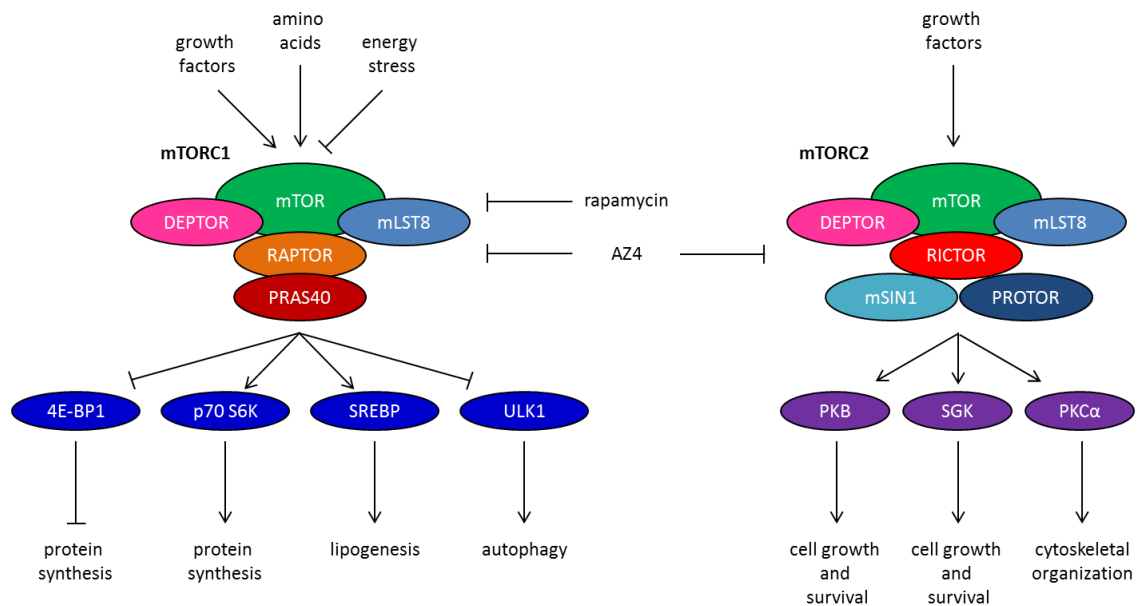 amino
acids
growth
factors
energy
stress
growth
factors
mTORC1
mTORC2
mTOR
DEPTOR
mLST8
RAPTOR
PRAS40
rapamycin
AZ4
mTOR
DEPTOR
mLST8
RICTOR
mSIN1
PROTOR
4E-BP1
p70 S6K
SREBP
ULK1
PKB
SGK
PKCα
protein
synthesis
protein
synthesis
lipogenesis
autophagy
cell growth
and
survival
cell growth
and
survival
cytoskeletal
organization